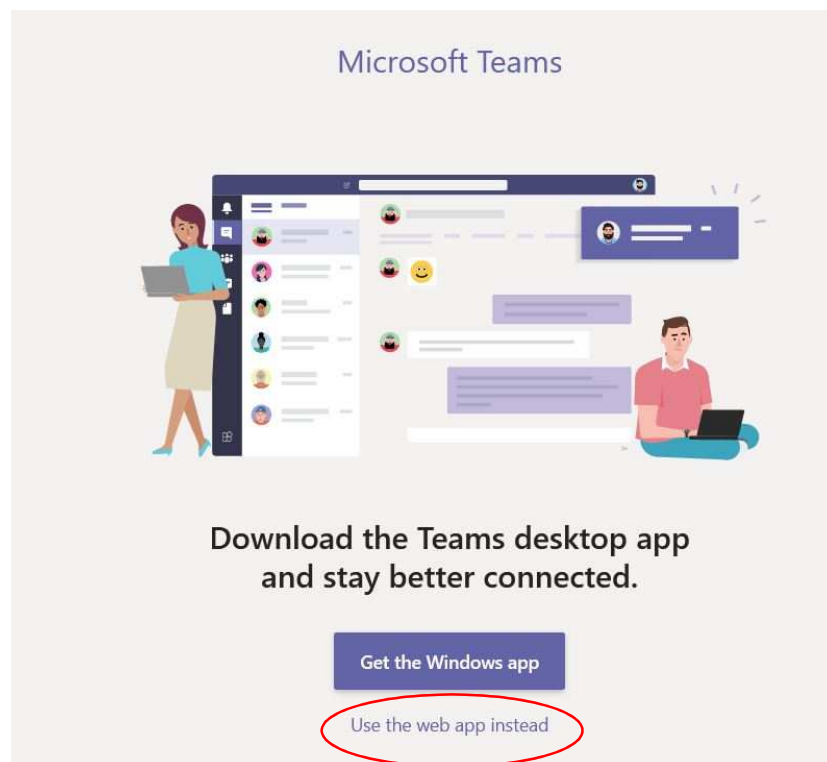 Microsoft Teams
Download the Teams desktop app
and stay better connected.
Get the Windows app
Use the web app instead